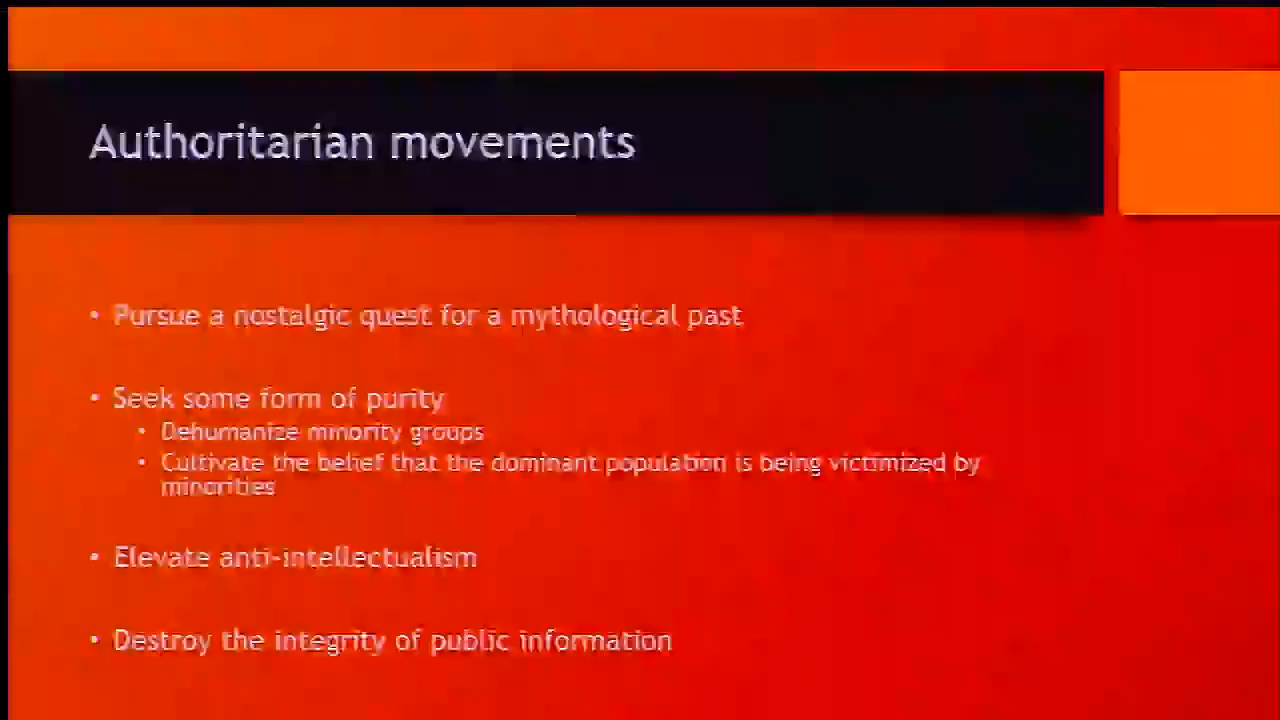 Authoritarian movements
• Pursue a nostalgic quest for a mythological past
• Seek some form of purity
• Dehumanize minority groups
• Cultivate the belief that the dominant population is being victimized by
minorities
• Elevate anti-intellectualism
• Destroy the integrity of public information